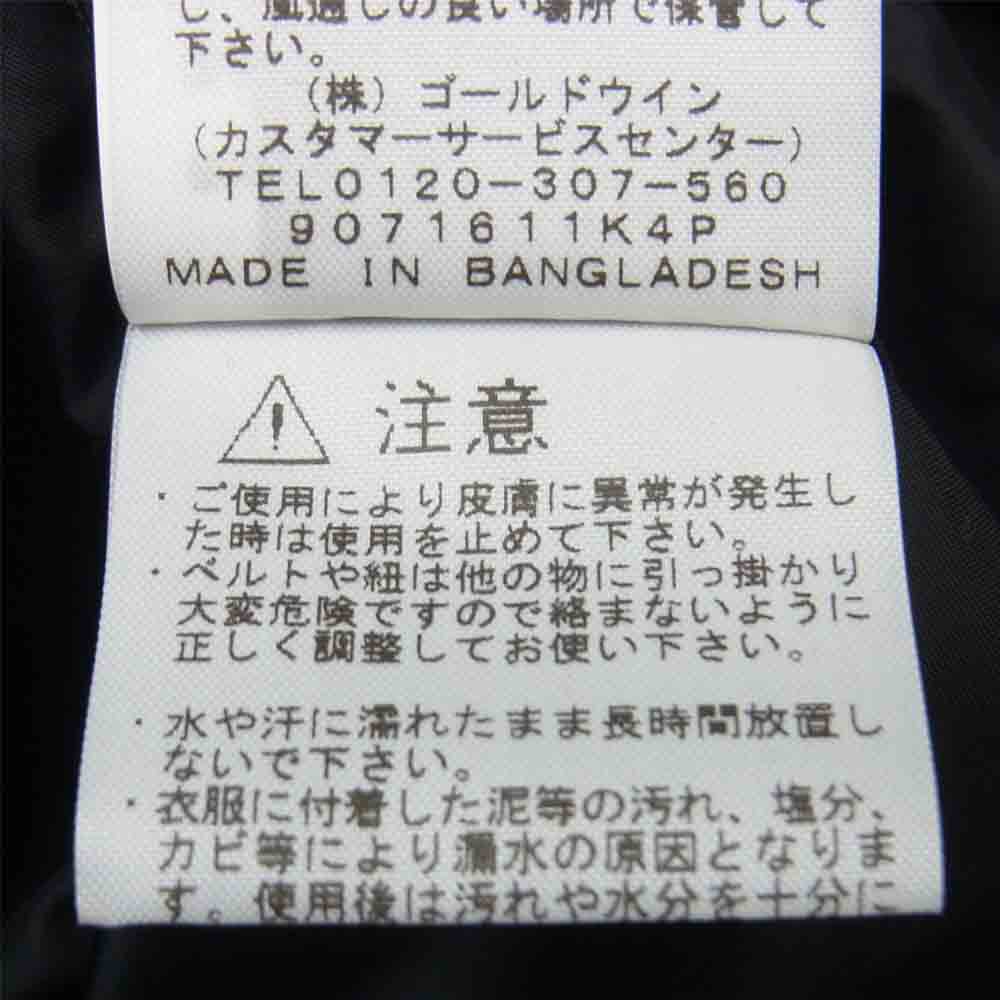 し、風通しの良い場所で保管して
下さい。
(株) ゴールドウイン
(カスタマーサービスセンター)
TEL0120-307-560
9071611K4P
MADE IN BANGLADESH
注意
・ご使用により皮膚に異常が発生し
た時は使用を止めて下さい。
・ベルトや紐は他の物に引っ掛かり
大変危険ですので絡まないように
正しく調整してお使い下さい。
・水や汗に濡れたまま長時間放置し
ないで下さい。
・衣服に付着した泥等の汚れ、塩分、
カビ等により漏水の原因となりま
す。使用後は汚れや水分を十分に